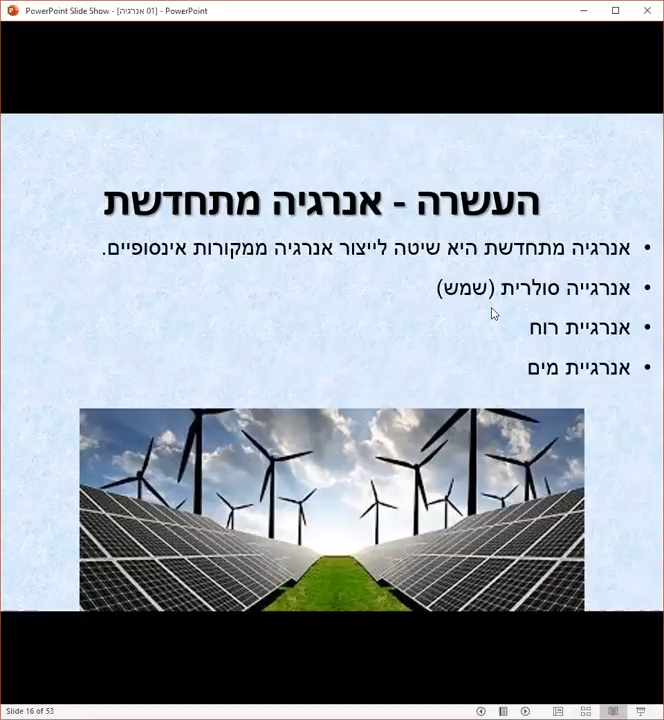 PowerPoint Slide Show - [01 אנרגיה] - PowerPoint
העשרה - אנרגיה מתחדשת
• אנרגיה מתחדשת היא שיטה לייצור אנרגיה ממקורות אינסופיים.
• אנרגייה סולרית (שמש)
• אנרגיית רוח
• אנרגיית מים
Slide 16 of 53